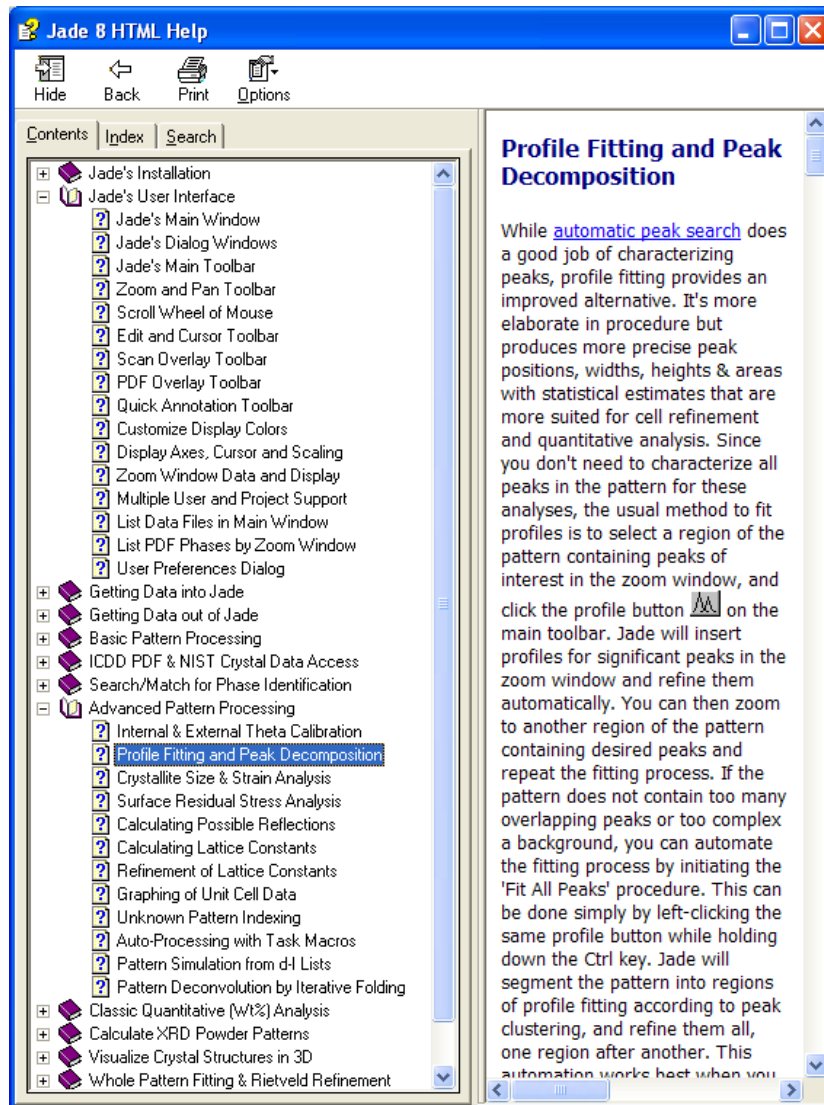 Jade 8 HTML Help
Hide Back Print Options
Contents Index Search
Jade's Installation
Jade's User Interface
Jade's Main Window
Jade's Dialog Windows
Jade's Main Toolbar
Zoom and Pan Toolbar
Scroll Wheel of Mouse
Edit and Cursor Toolbar
Scan Overlay Toolbar
PDF Overlay Toolbar
Quick Annotation Toolbar
Customize Display Colors
Display Axes, Cursor and Scaling
Zoom Window Data and Display
Multiple User and Project Support
List Data Files in Main Window
List PDF Phases by Zoom Window
User Preferences Dialog
Getting Data into Jade
Getting Data out of Jade
Basic Pattern Processing
ICDD PDF & NIST Crystal Data Access
Search/Match for Phase Identification
Advanced Pattern Processing
Internal & External Theta Calibration
Profile Fitting and Peak Decomposition
Crystallite Size & Strain Analysis
Surface Residual Stress Analysis
Calculating Possible Reflections
Calculating Lattice Constants
Refinement of Lattice Constants
Graphing of Unit Cell Data
Unknown Pattern Indexing
Auto-Processing with Task Macros
Pattern Simulation from d-I Lists
Pattern Deconvolution by Iterative Folding
Classic Quantitative (Wt%) Analysis
Calculate XRD Powder Patterns
Visualize Crystal Structures in 3D
Whole Pattern Fitting & Rietveld Refinement
Profile Fitting and Peak
Decomposition
While automatic peak search does
a good job of characterizing
peaks, profile fitting provides an
improved alternative. It's more
elaborate in procedure but
produces more precise peak
positions, widths, heights & areas
with statistical estimates that are
more suited for cell refinement
and quantitative analysis. Since
you don't need to characterize all
peaks in the pattern for these
analyses, the usual method to fit
profiles is to select a region of the
pattern containing peaks of
interest in the zoom window, and
click the profile button on the
main toolbar. Jade will insert
profiles for significant peaks in the
zoom window and refine them
automatically. You can then zoom
to another region of the pattern
containing desired peaks and
repeat the fitting process. If the
pattern does not contain too many
overlapping peaks or too complex
a background, you can automate
the fitting process by initiating the
'Fit All Peaks' procedure. This can
be done simply by left-clicking the
same profile button while holding
down the Ctrl key. Jade will
segment the pattern into regions
of profile fitting according to peak
clustering, and refine them all,
one region after another. This
automation works best when you